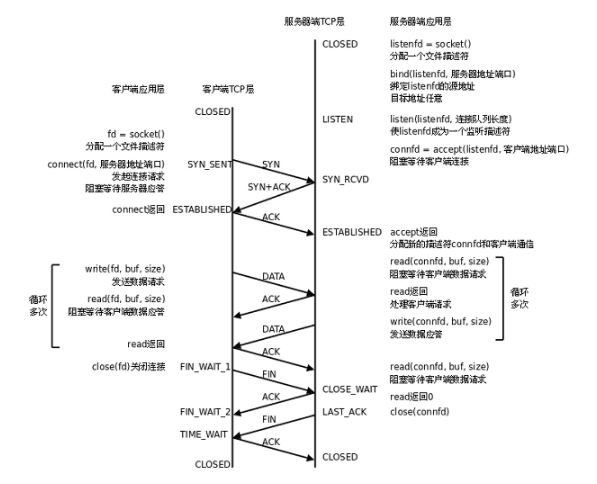 服务器端TCP层 服务器端应用层
CLOSED listenfd = socket()
分配一个文件描述符
bind(listenfd, 服务器地址端口)
客户端应用层 客户端TCP层 绑定listenfd的源地址
目标地址任意
CLOSED
LISTEN listen(listenfd, 连接队列长度)
fd = socket() 使listenfd成为一个监听描述符
分配一个文件描述符
connfd = accept(listenfd, 客户端地址端口)
connect(fd, 服务器地址端口) SYN_SENT SYN 阻塞等待客户端连接
发起连接请求
阻塞等待服务器应答 SYN+ACK SYN_RCVD
connect返回 ESTABLISHED ACK
ESTABLISHED accept返回
分配新的描述符connfd和客户端通信
write(fd, buf, size) DATA read(connfd, buf, size)
发送数据请求 阻塞等待客户端数据请求
循环 read(fd, buf, size) ACK read返回 循环
多次 阻塞等待客户端数据应答 处理客户端请求 多次
DATA write(connfd, buf, size)
发送数据应答
read返回 ACK
close(fd)关闭连接 FIN_WAIT_1 FIN read(connfd, buf, size)
阻塞等待客户端数据请求
CLOSE_WAIT read返回0
ACK
FIN_WAIT_2 FIN LAST_ACK close(connfd)
TIME_WAIT ACK
CLOSED CLOSED